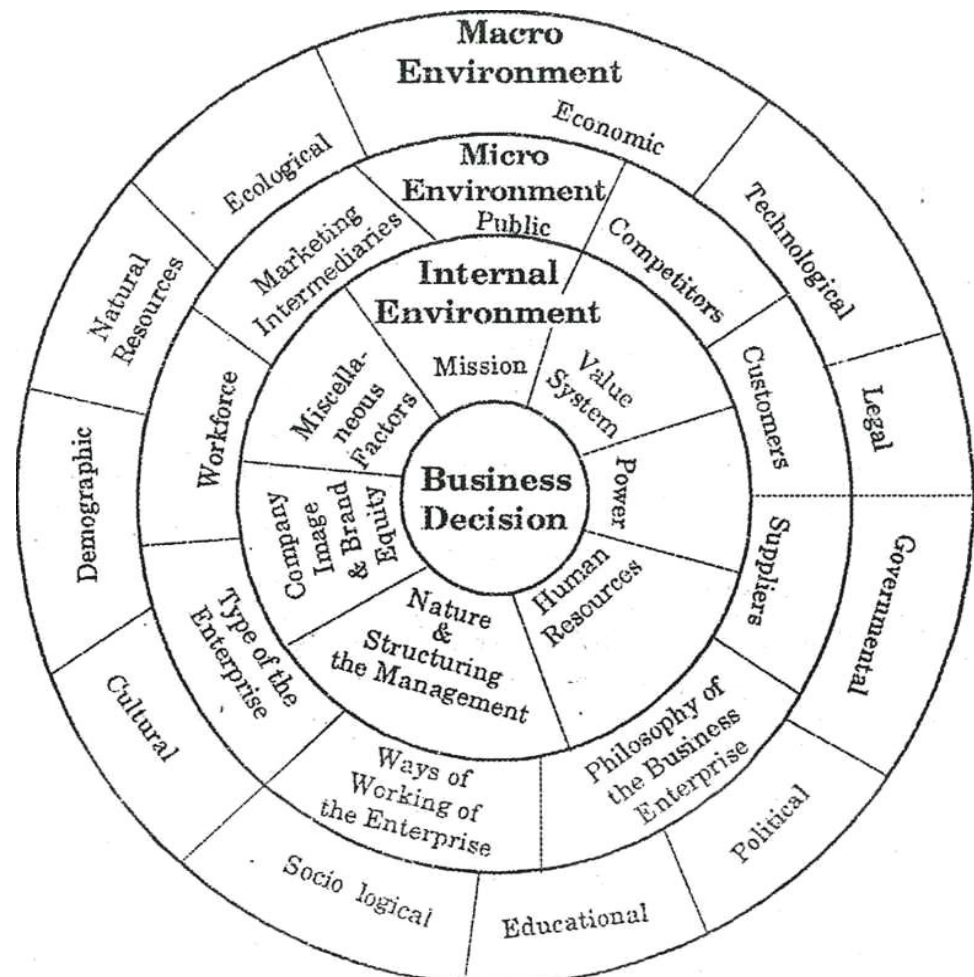 Macro
Environment
Economic
Technological
Legal
Governmental
Political
Educational
Socio logical
Cultural
Demographic
Natural
Resources
Ecological
Micro
Environment
Public
Competitors
Customers
Suppliers
Philosophy of
the Business
Enterprise
Ways of
Working of
the Enterprise
Type of the
Enterprise
Workforce
Marketing
Intermediaries
Internal
Environment
Mission
Value
System
Power
Human
Resources
Nature
&
Structuring
the Management
Company
Image
& Brand
Equity
Miscella-
neous
Factors
Business
Decision